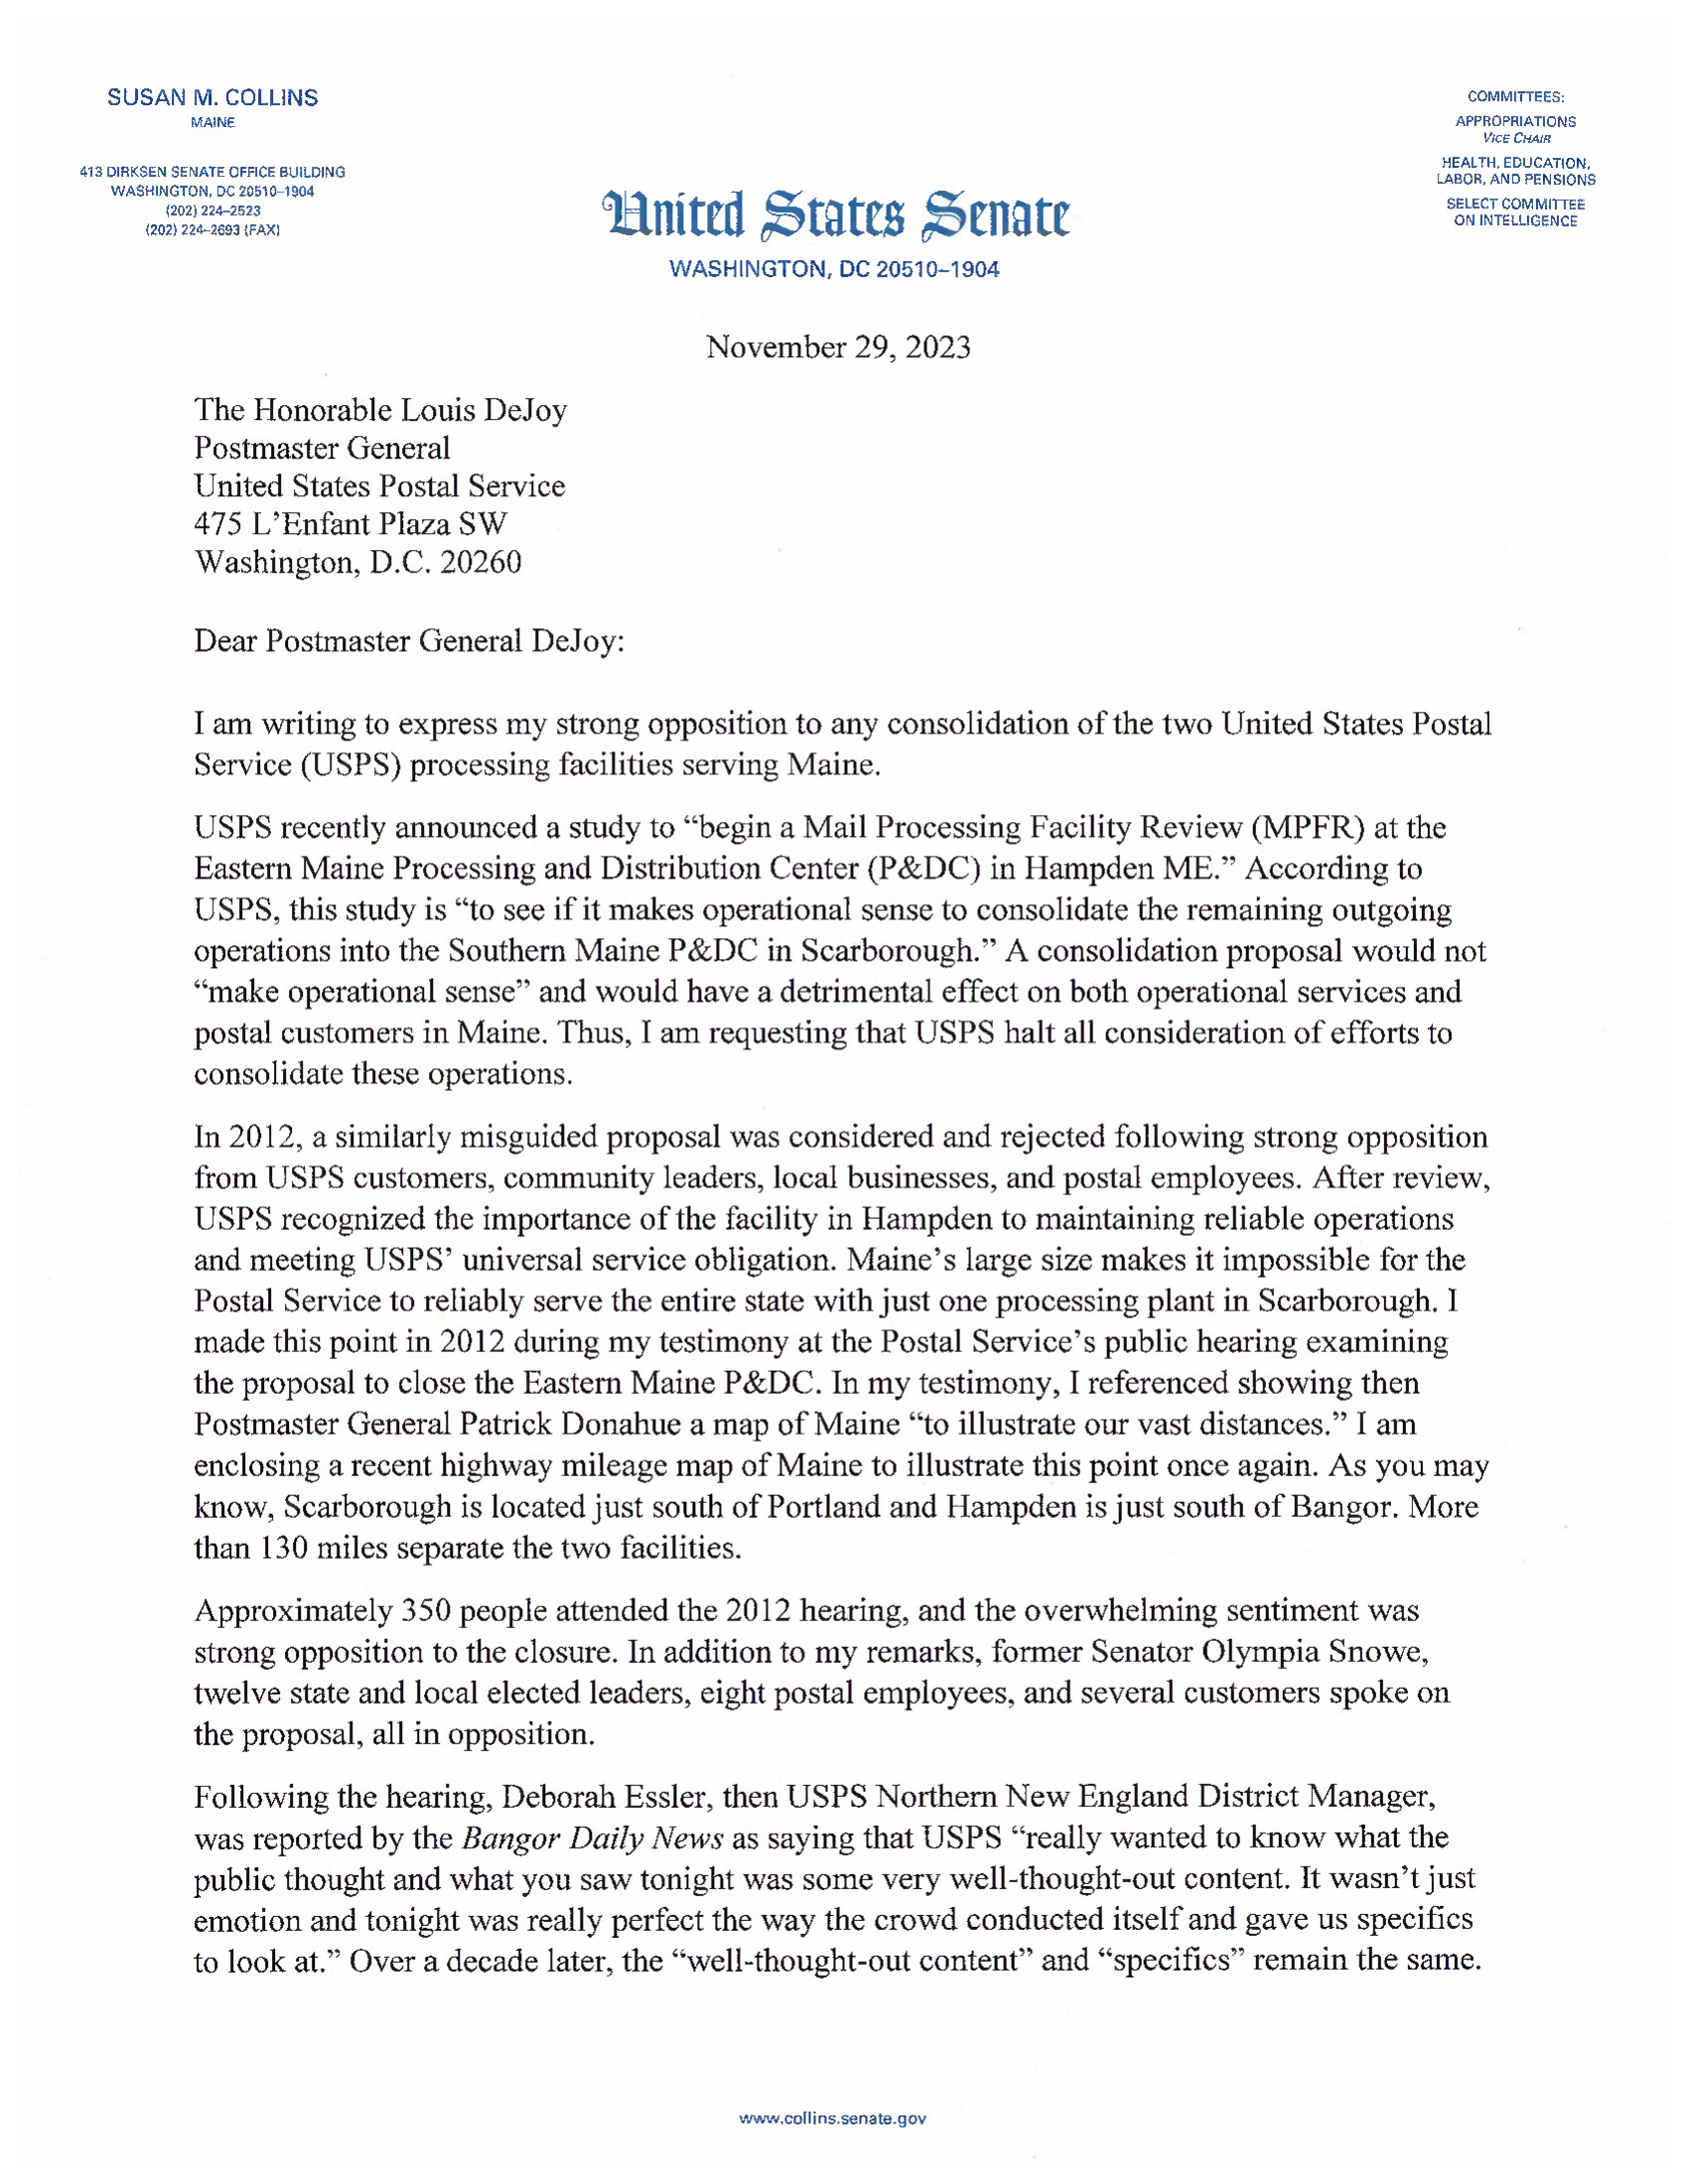 SUSAN M. COLLINS
MAINE
413 DIRKSEN SENATE OFFICE BUILDING
WASHINGTON, DC 20510–1904
(202) 224–2523
(202) 224–2693 (FAX)
COMMITTEES:
APPROPRIATIONS
VICE CHAIR
HEALTH, EDUCATION,
LABOR, AND PENSIONS
SELECT COMMITTEE
ON INTELLIGENCE
United States Senate
WASHINGTON, DC 20510–1904
November 29, 2023
The Honorable Louis DeJoy
Postmaster General
United States Postal Service
475 L’Enfant Plaza SW
Washington, D.C. 20260
Dear Postmaster General DeJoy:
I am writing to express my strong opposition to any consolidation of the two United States Postal
Service (USPS) processing facilities serving Maine.
USPS recently announced a study to “begin a Mail Processing Facility Review (MPFR) at the
Eastern Maine Processing and Distribution Center (P&DC) in Hampden ME.” According to
USPS, this study is “to see if it makes operational sense to consolidate the remaining outgoing
operations into the Southern Maine P&DC in Scarborough.” A consolidation proposal would not
“make operational sense” and would have a detrimental effect on both operational services and
postal customers in Maine. Thus, I am requesting that USPS halt all consideration of efforts to
consolidate these operations.
In 2012, a similarly misguided proposal was considered and rejected following strong opposition
from USPS customers, community leaders, local businesses, and postal employees. After review,
USPS recognized the importance of the facility in Hampden to maintaining reliable operations
and meeting USPS’ universal service obligation. Maine’s large size makes it impossible for the
Postal Service to reliably serve the entire state with just one processing plant in Scarborough. I
made this point in 2012 during my testimony at the Postal Service’s public hearing examining
the proposal to close the Eastern Maine P&DC. In my testimony, I referenced showing then
Postmaster General Patrick Donahue a map of Maine “to illustrate our vast distances.” I am
enclosing a recent highway mileage map of Maine to illustrate this point once again. As you may
know, Scarborough is located just south of Portland and Hampden is just south of Bangor. More
than 130 miles separate the two facilities.
Approximately 350 people attended the 2012 hearing, and the overwhelming sentiment was
strong opposition to the closure. In addition to my remarks, former Senator Olympia Snowe,
twelve state and local elected leaders, eight postal employees, and several customers spoke on
the proposal, all in opposition.
Following the hearing, Deborah Essler, then USPS Northern New England District Manager,
was reported by the Bangor Daily News as saying that USPS “really wanted to know what the
public thought and what you saw tonight was some very well-thought-out content. It wasn’t just
emotion and tonight was really perfect the way the crowd conducted itself and gave us specifics
to look at.” Over a decade later, the “well-thought-out content” and “specifics” remain the same.
www.collins.senate.gov